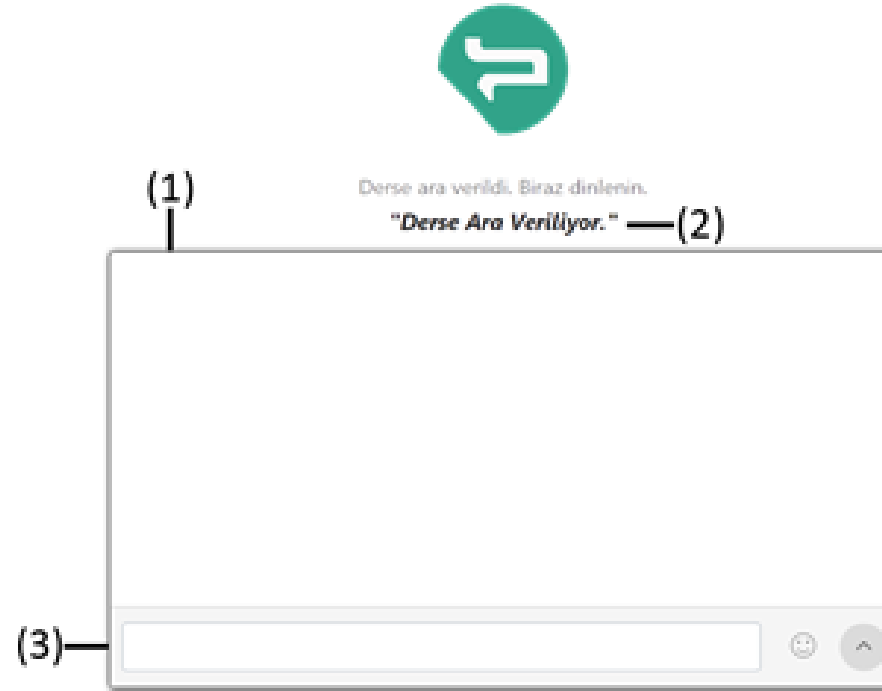 (1)
Derse ara verildi. Biraz dinlenin.
"Derse Ara Veriliyor." (2)
(3)